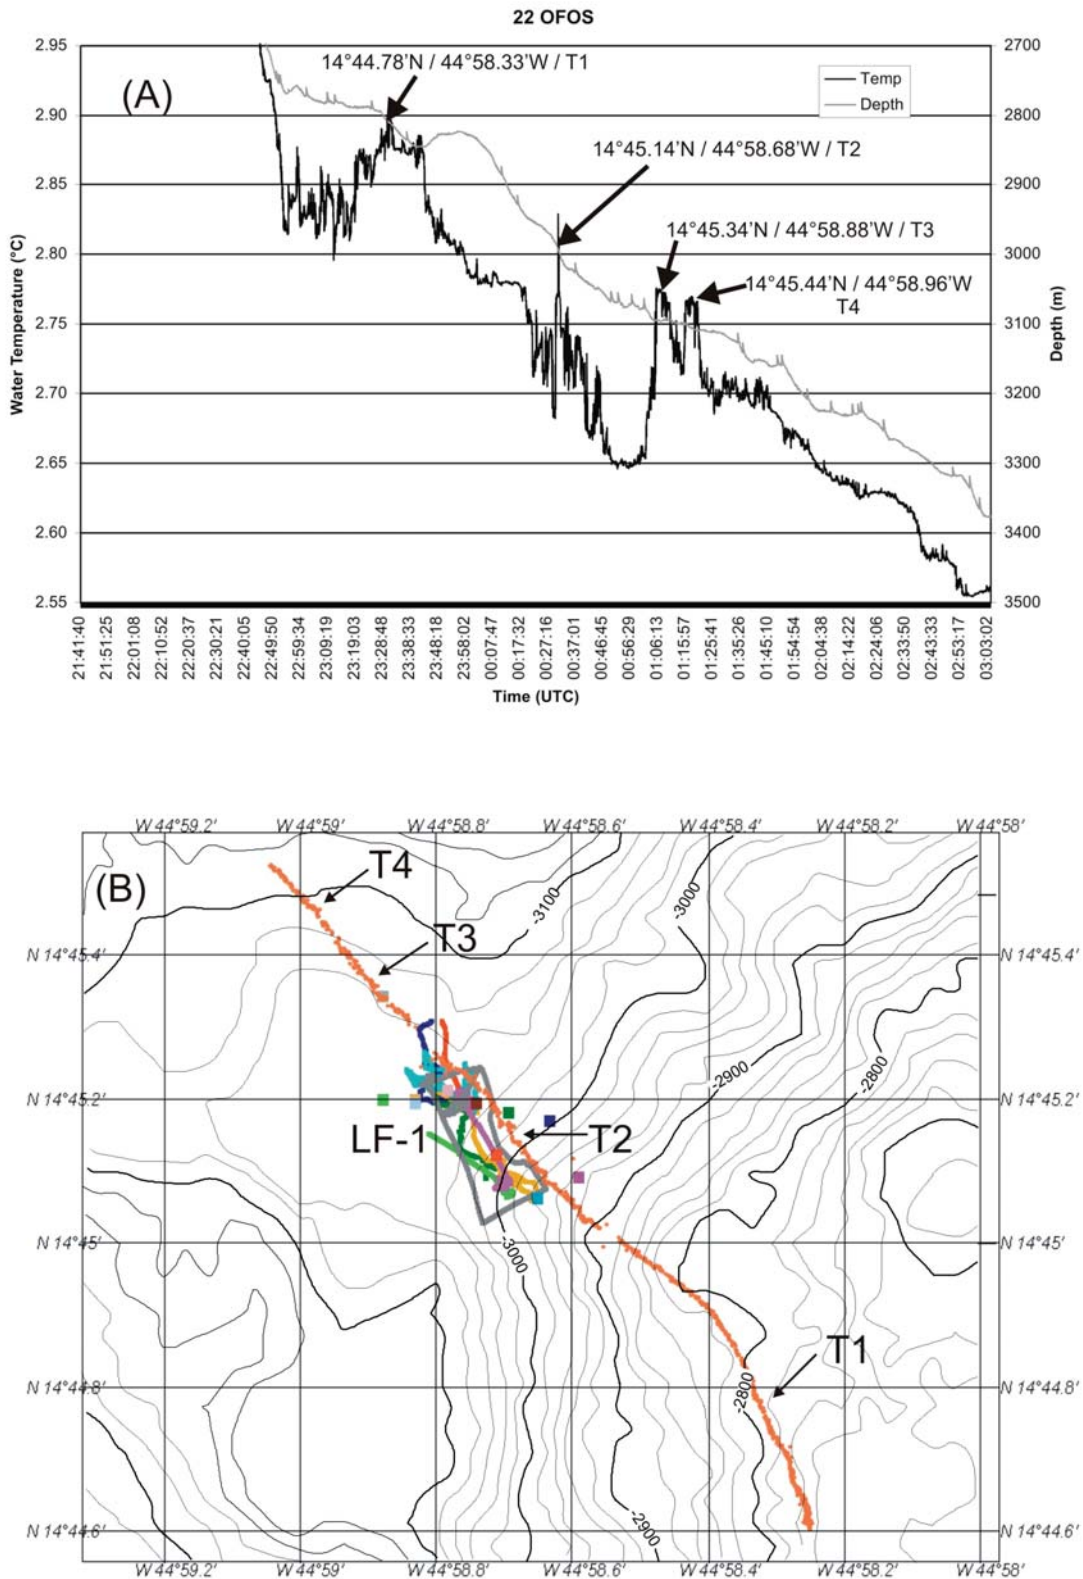 22 OFOS
2.95
2.90
2.85
2.80
2.75
2.70
2.65
2.60
2.55
Water Temperature (°C)
(A)
14°44.78'N / 44°58.33'W / T1
14°45.14'N / 44°58.68'W / T2
14°45.34'N / 44°58.88'W / T3
14°45.44'N / 44°58.96'W
T4
Temp
Depth
2700
2800
2900
3000
3100
3200
3300
3400
3500
Depth (m)
21:41:40
21:51:25
22:01:08
22:10:52
22:20:37
22:30:21
22:40:05
22:49:50
22:59:34
23:09:19
23:19:03
23:28:48
23:38:33
23:48:18
23:58:02
00:07:47
00:17:32
00:27:16
00:37:01
00:46:45
00:56:29
01:06:13
01:15:57
01:25:41
01:35:26
01:45:10
01:54:54
02:04:38
02:14:22
02:24:06
02:33:50
02:43:33
02:53:17
03:03:02
Time (UTC)
W 44°59.2'
W 44°59'
W 44°58.8'
W 44°58.6'
W 44°58.4'
W 44°58.2'
W 44°58'
(B)
T4
-3100
-3000
T3
N 14°45.4'
N 14°45.4'
-2900
-2800
N 14°45.2'
N 14°45.2'
LF-1
T2
N 14°45'
-3000
N 14°45'
T1
N 14°44.8'
-2800
N 14°44.8'
-2900
N 14°44.6'
N 14°44.6'
W 44°59.2'
W 44°59'
W 44°58.8'
W 44°58.6'
W 44°58.4'
W 44°58.2'
W 44°58'